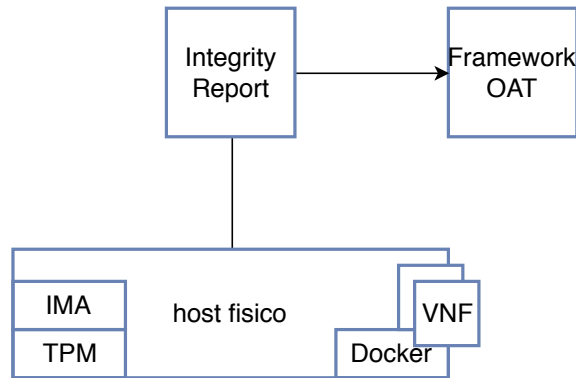 Integrity
Report
Framework
OAT
IMA
host fisico
VNF
TPM
Docker